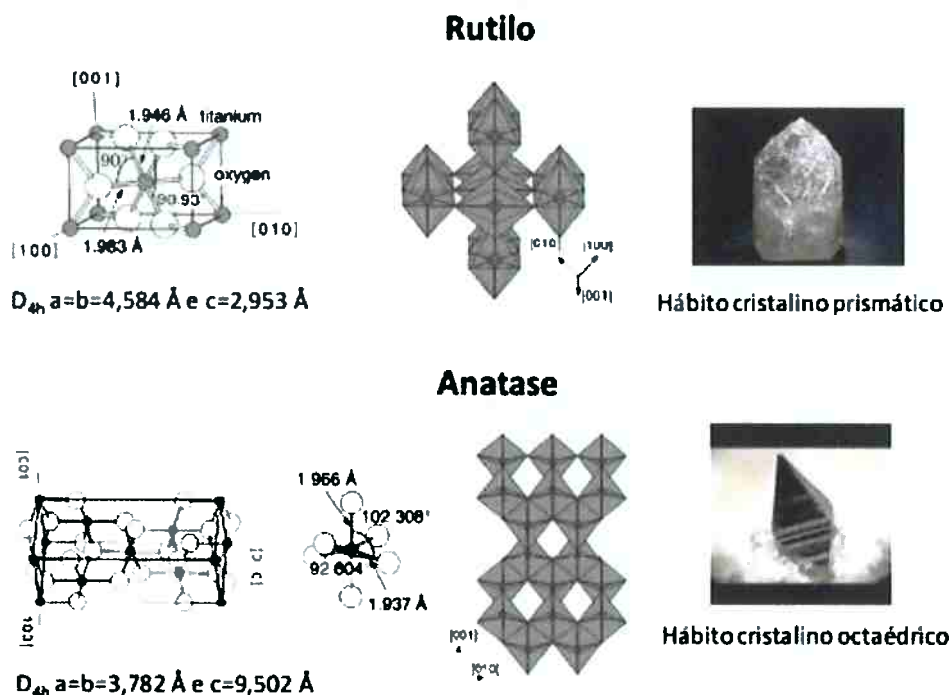 Rutilo
[001]
1.946 Å titanium
90
oxygen
90.93
[010]
[100]
1.983 Å
D4h a=b=4,584 Å e c=2,953 Å
[010] [100]
[001]
Hábito cristalino prismático
Anatase
1.966 Å
102.308°
92.604
1.937 Å
[001]
[010]
Hábito cristalino octaédrico
D4h a=b=3,782 Å e c=9,502 Å